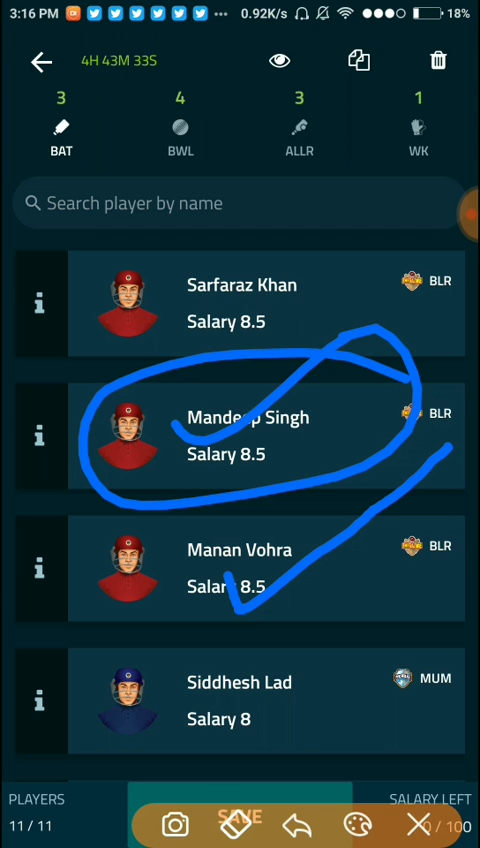 3:16 PM ... 0.92K/s 18%
4H 43M 33S
3 4 3 1
BAT BWL ALLR WK
Search player by name
Sarfaraz Khan BLR
Salary 8.5
Mandeep Singh BLR
Salary 8.5
Manan Vohra BLR
Salary 8.5
Siddhesh Lad MUM
Salary 8
PLAYERS SALARY LEFT
11 / 11 SAVE 0 / 100